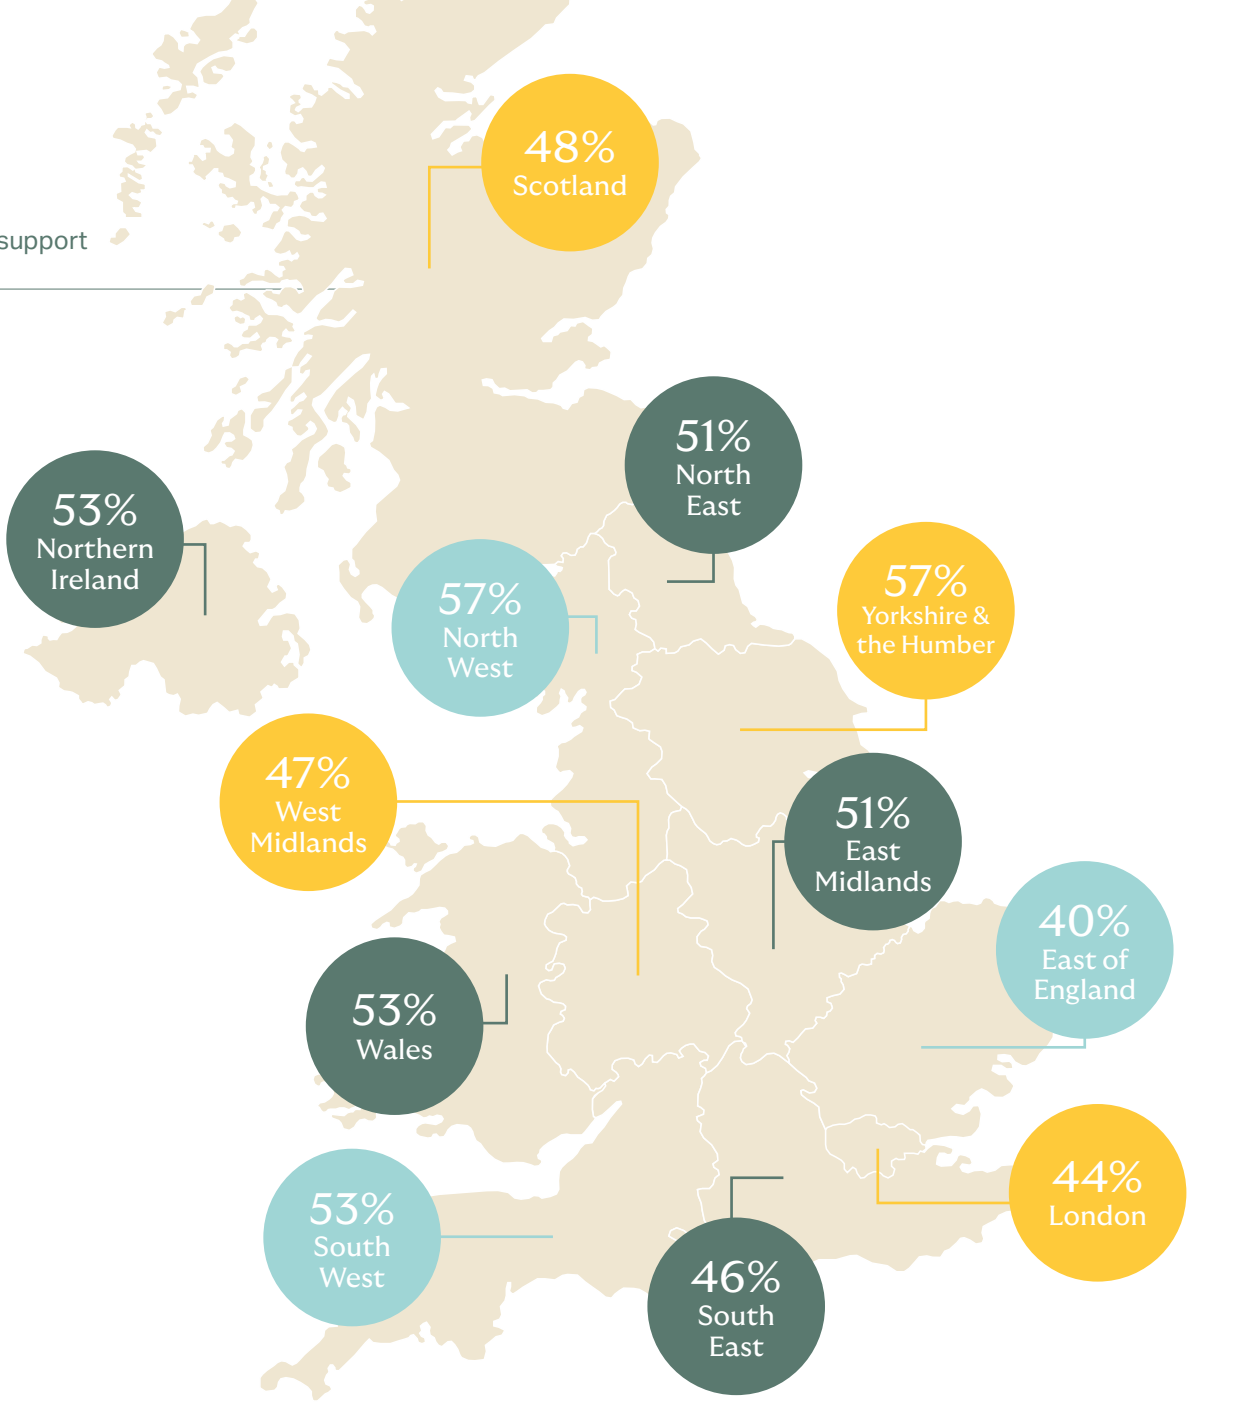 48%
Scotland
support
51%
North
East
53%
Northern
Ireland
57%
North
West
57%
Yorkshire &
the Humber
47%
West
Midlands
51%
East
Midlands
40%
East of
England
53%
Wales
44%
London
53%
South
West
46%
South
East